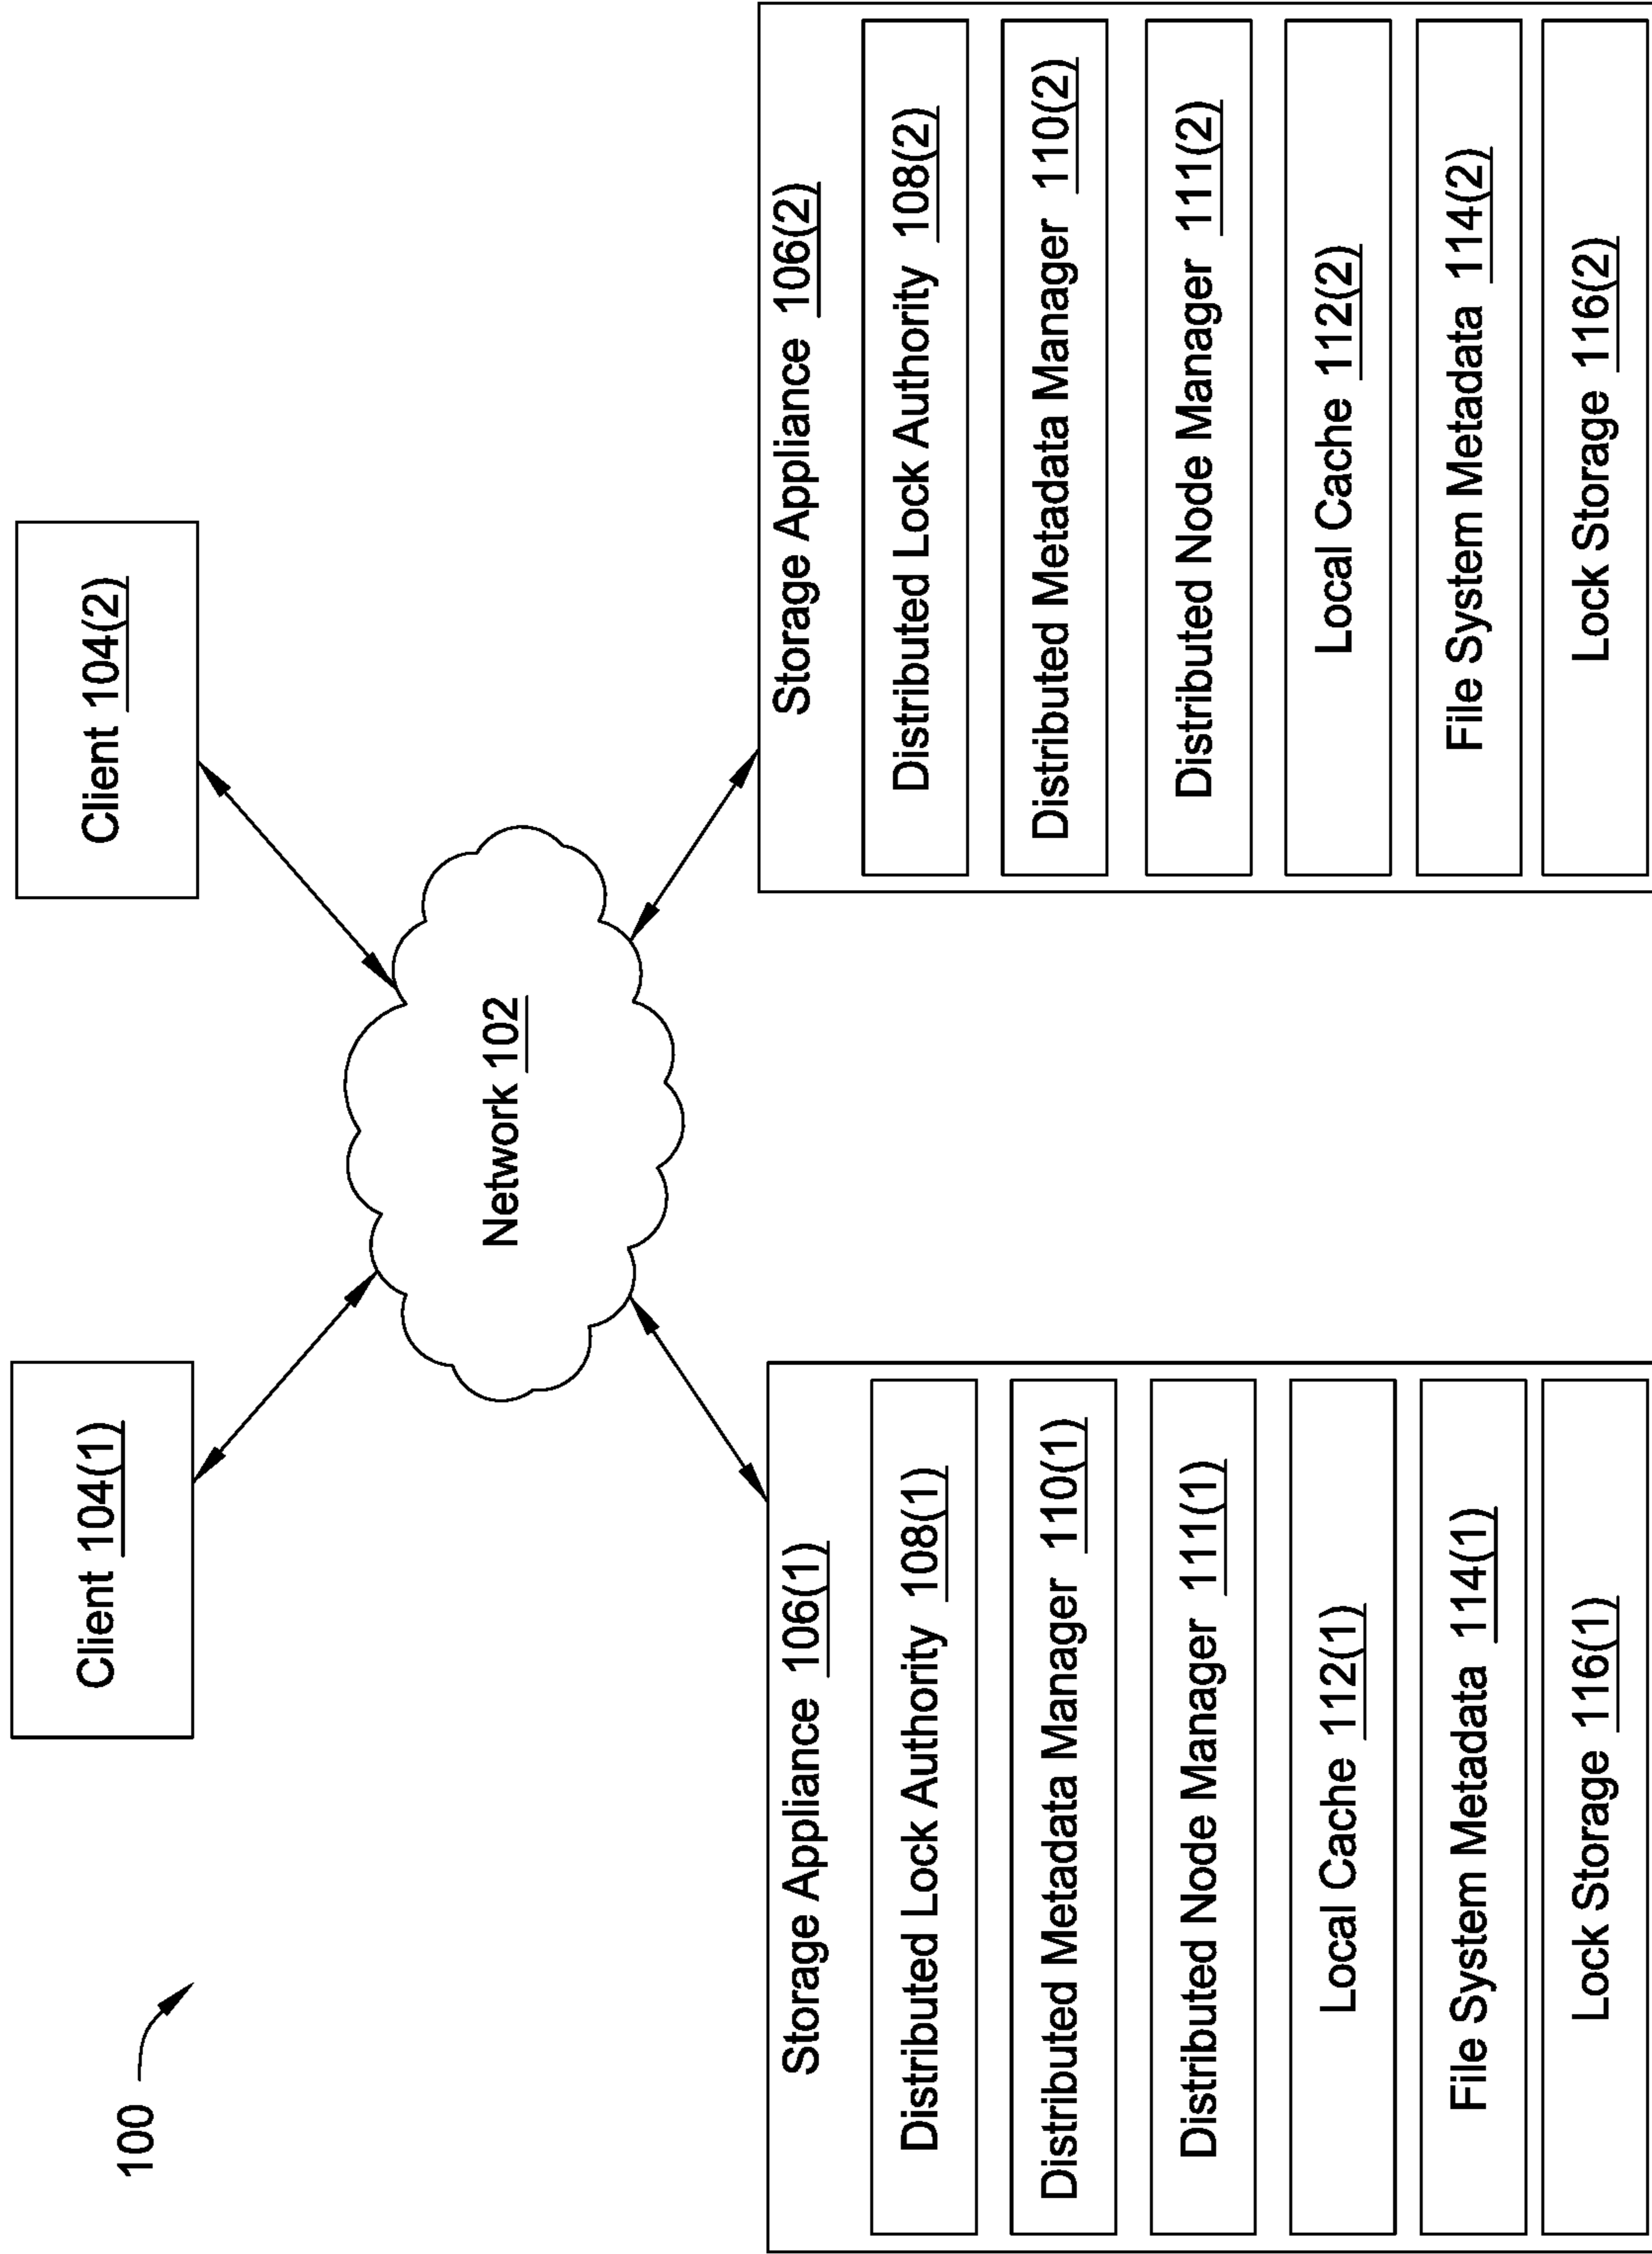 100
Client 104(1)
Client 104(2)
Network 102
Storage Appliance 106(1)
Distributed Lock Authority 108(1)
Distributed Metadata Manager 110(1)
Distributed Node Manager 111(1)
Local Cache 112(1)
File System Metadata 114(1)
Lock Storage 116(1)
Storage Appliance 106(2)
Distributed Lock Authority 108(2)
Distributed Metadata Manager 110(2)
Distributed Node Manager 111(2)
Local Cache 112(2)
File System Metadata 114(2)
Lock Storage 116(2)